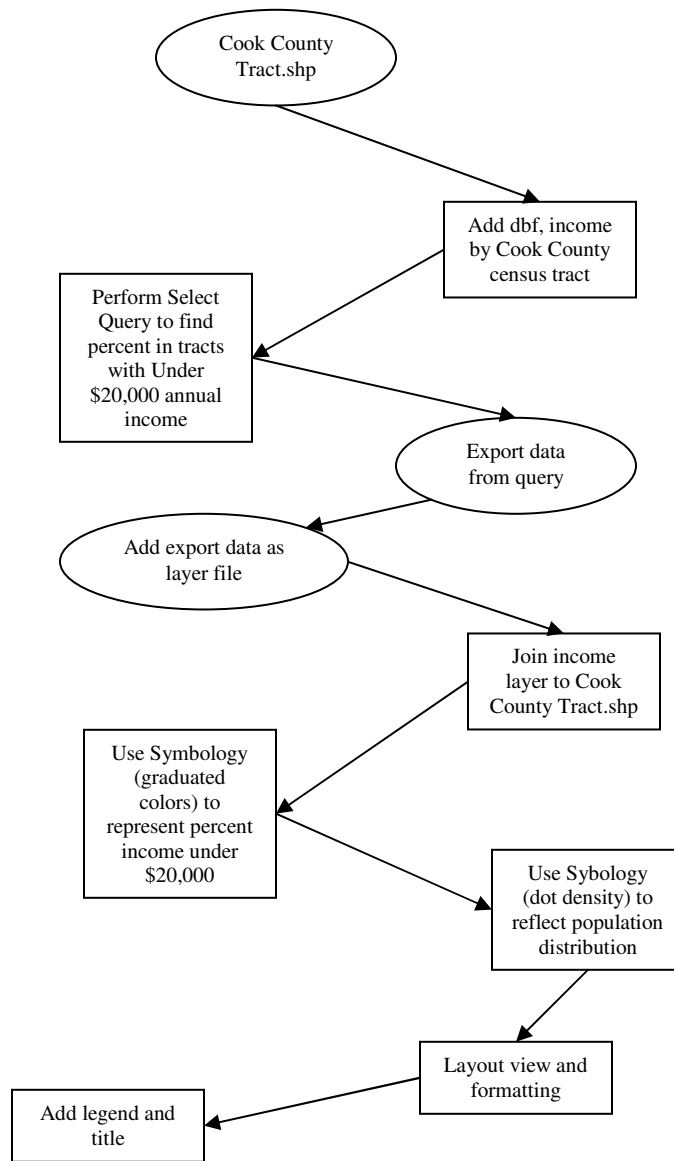 Cook County
Tract.shp
Add dbf, income
by Cook County
census tract
Perform Select
Query to find
percent in tracts
with Under
$20,000 annual
income
Export data
from query
Add export data as
layer file
Join income
layer to Cook
County Tract.shp
Use Symbology
(graduated
colors) to
represent percent
income under
$20,000
Use Sybology
(dot density) to
reflect population
distribution
Layout view and
formatting
Add legend and
title